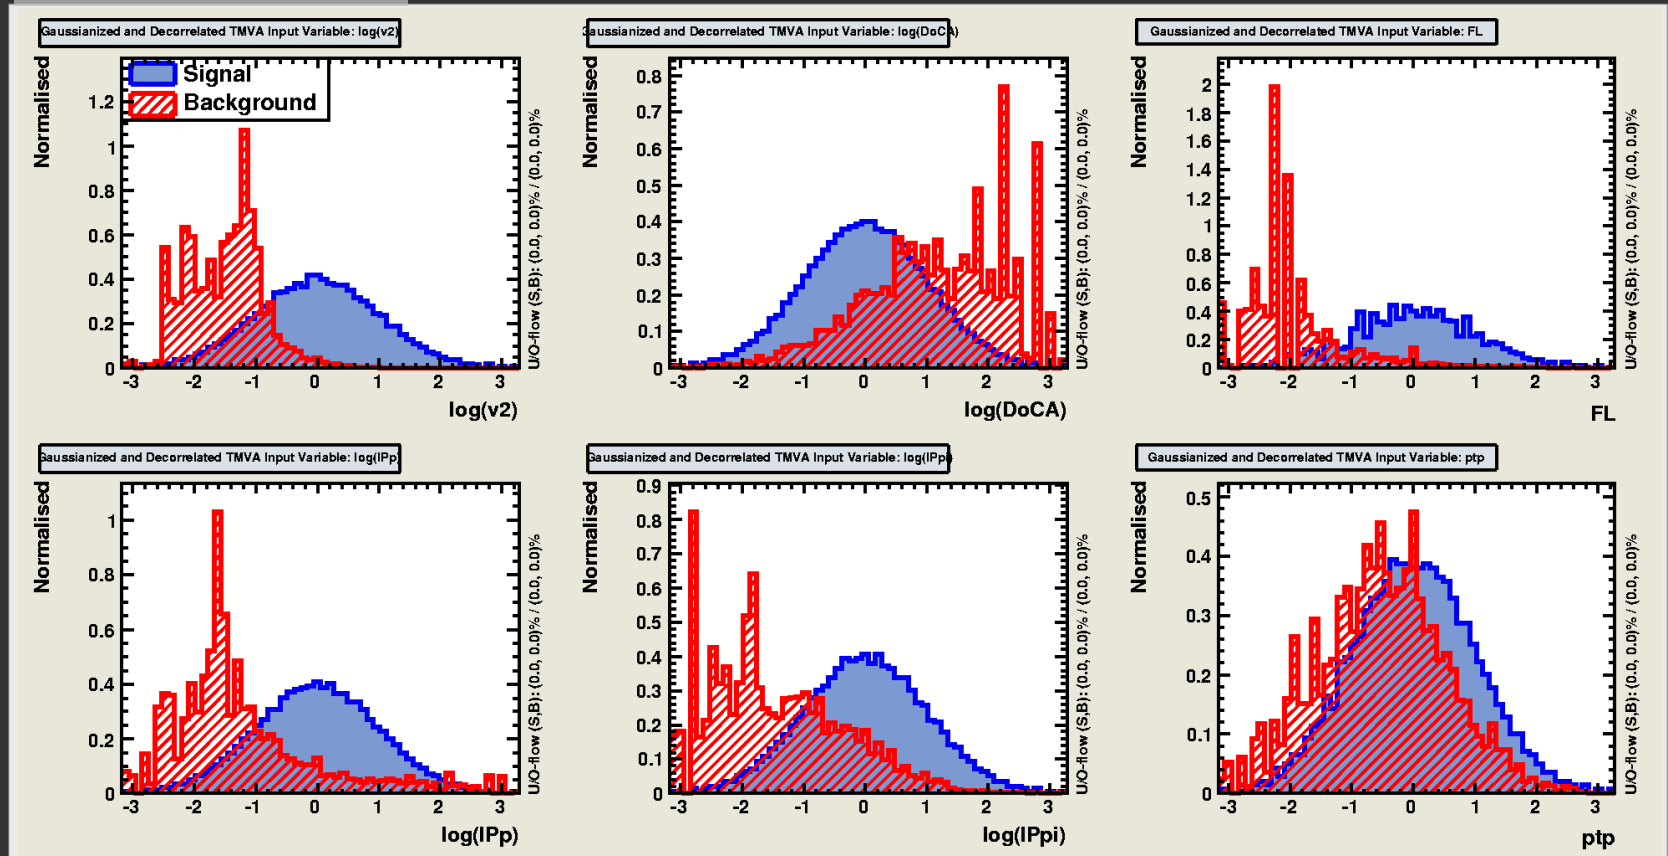 Gaussianized and Decorrelated TMVA Input Variable: log(v2)
Normalised
Signal
Background
1.2
1
0.8
0.6
0.4
0.2
0
-3 -2 -1 0 1 2 3
log(v2)
U/O-flow (S,B): (0.0, 0.0)% / (0.0, 0.0)%
Gaussianized and Decorrelated TMVA Input Variable: log(DoCA)
Normalised
0.8
0.7
0.6
0.5
0.4
0.3
0.2
0.1
0
-3 -2 -1 0 1 2 3
log(DoCA)
U/O-flow (S,B): (0.0, 0.0)% / (0.0, 0.0)%
Gaussianized and Decorrelated TMVA Input Variable: FL
Normalised
2
1.8
1.6
1.4
1.2
1
0.8
0.6
0.4
0.2
0
-3 -2 -1 0 1 2 3
FL
U/O-flow (S,B): (0.0, 0.0)% / (0.0, 0.0)%
Gaussianized and Decorrelated TMVA Input Variable: log(IPp)
Normalised
1
0.8
0.6
0.4
0.2
0
-3 -2 -1 0 1 2 3
log(IPp)
U/O-flow (S,B): (0.0, 0.0)% / (0.0, 0.0)%
Gaussianized and Decorrelated TMVA Input Variable: log(IPpi)
Normalised
0.9
0.8
0.7
0.6
0.5
0.4
0.3
0.2
0.1
0
-3 -2 -1 0 1 2 3
log(IPpi)
U/O-flow (S,B): (0.0, 0.0)% / (0.0, 0.0)%
Gaussianized and Decorrelated TMVA Input Variable: ptp
Normalised
0.5
0.4
0.3
0.2
0.1
0
-3 -2 -1 0 1 2 3
ptp
U/O-flow (S,B): (0.0, 0.0)% / (0.0, 0.0)%